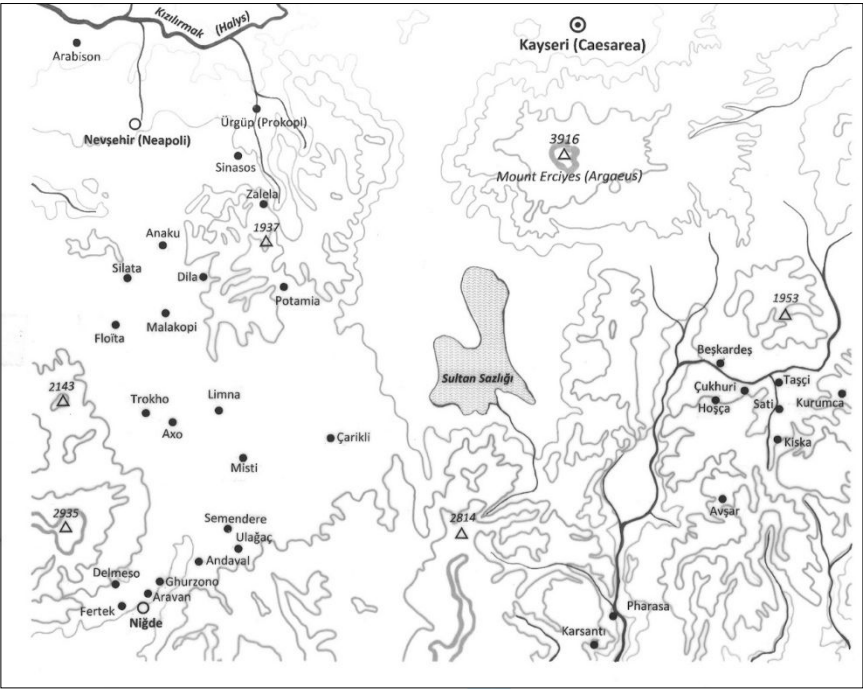 Kızılırmak (Halys)
Kayseri (Caesarea)
Arabison
Ürgüp (Prokopi)
Nevşehir (Neapoli)
3916
Sinasos
Mount Erciyes (Argaeus)
Zalela
1937
Anaku
Silata
Dila
Potamia
1953
Malakopi
Floïta
Beşkardeş
Sultan Sazlığı
2143
Taşçi
Çukhuri
Trokho
Limna
Hoşça
Sati
Kurumca
Axo
Çarikli
Kiska
Misti
2935
Semendere
2814
Avşar
Ulağaç
Andaval
Delmeso
Ghurzono
Aravan
Fertek
Niğde
Pharasa
Karsantı